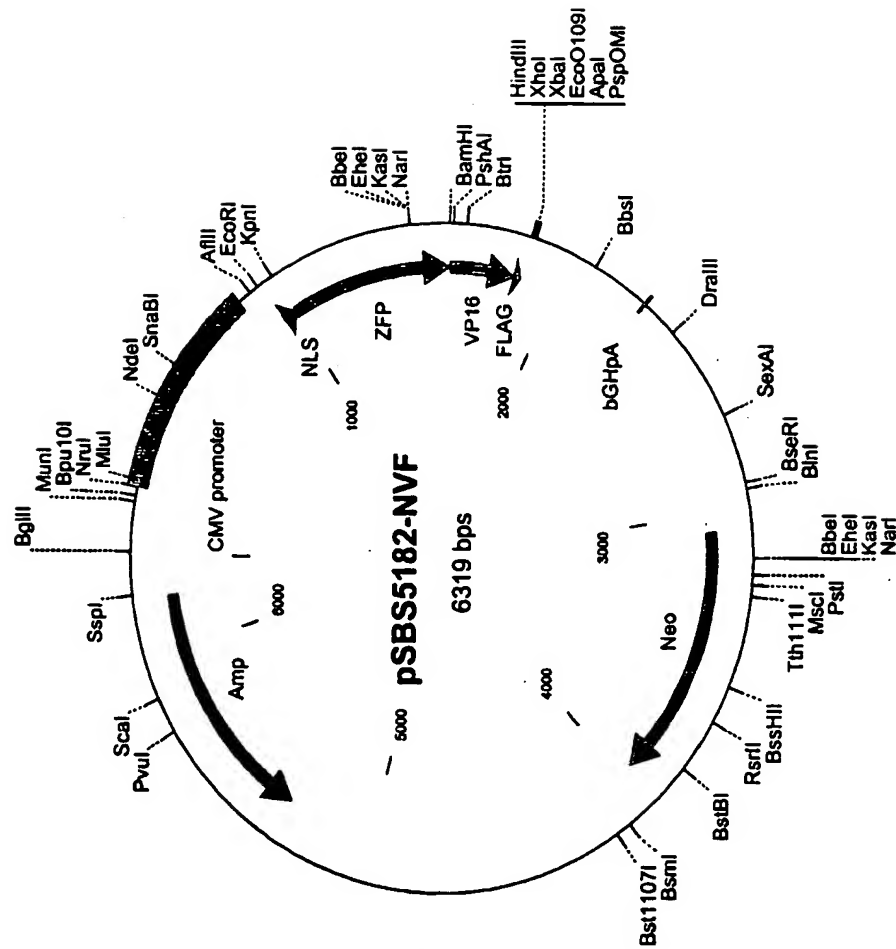 pSBS5182-NVF
6319 bps
BglII
MunI
Bpu10I
NruI
MluI
NdeI
SnaBI
AflII
EcoRI
KpnI
BbeI
EheI
KasI
NarI
BamHI
PshAI
BtrI
HindIII
XhoI
XbaI
EcoO109I
ApaI
PspOMI
BbsI
DraIII
SexAI
BseRI
BlnI
BbeI
EheI
KasI
NarI
PstI
MscI
Tth111I
BssHII
RsrII
BstBI
BsmI
Bst1107I
PvuI
ScaI
SspI
CMV promoter
NLS
ZFP
VP16
FLAG
bGHpA
Neo
Amp
1000
2000
3000
4000
5000
6000